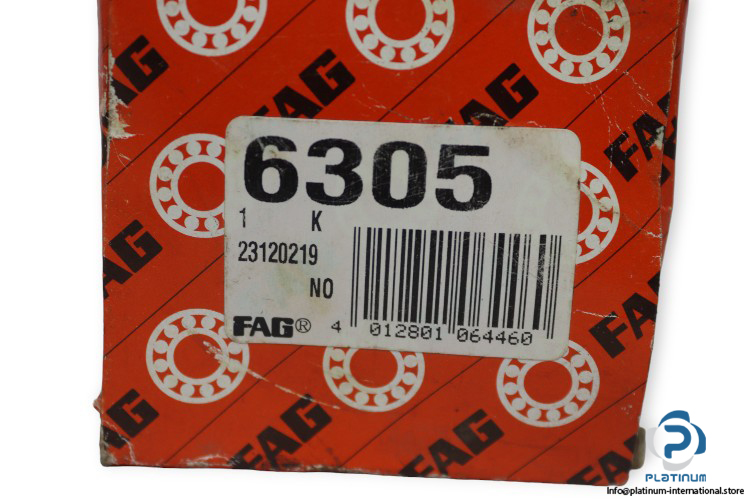 FAG
FAG
FAG
FAG
6305
1 K
23120219
NO
FAG® 4 012801 064460
FAG
FAG
FAG
FAG
PLATINUM
Info@platinum-international.store